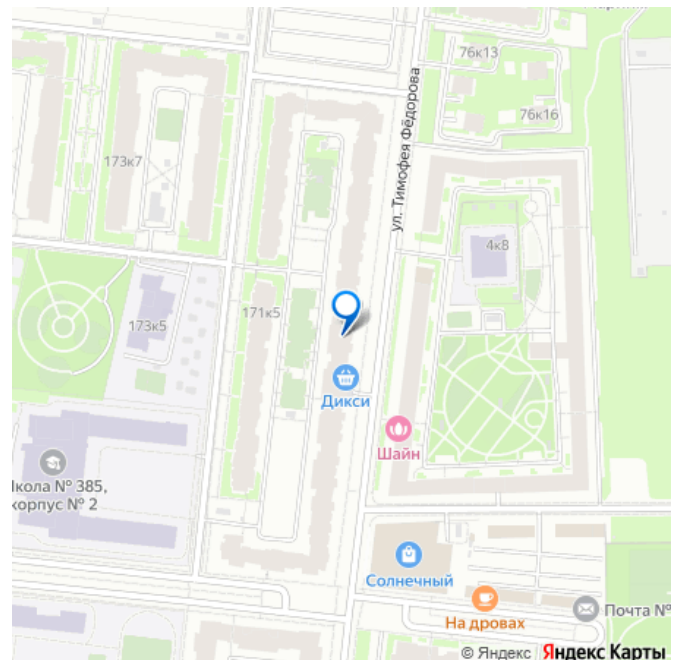 76к13
76к16
ул. Тимофея Фёдорова
173к7
4к8
171к5
173к5
Дикси
Шайн
Школа № 385,
корпус № 2
Солнечный
На дровах
Почта №
© Яндекс Яндекс Карты